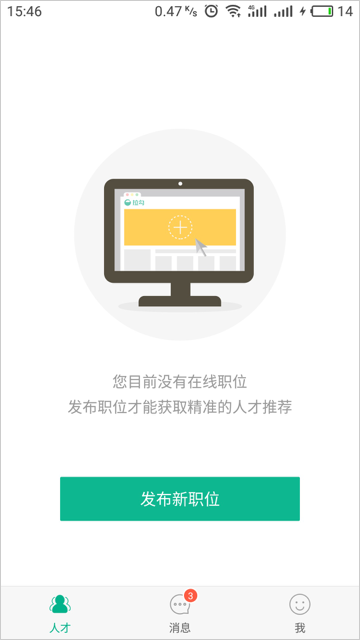 15:46
0.47 K/s
4G
14
拉勾
您目前没有在线职位
发布职位才能获取精准的人才推荐
发布新职位
3
人才
消息
我